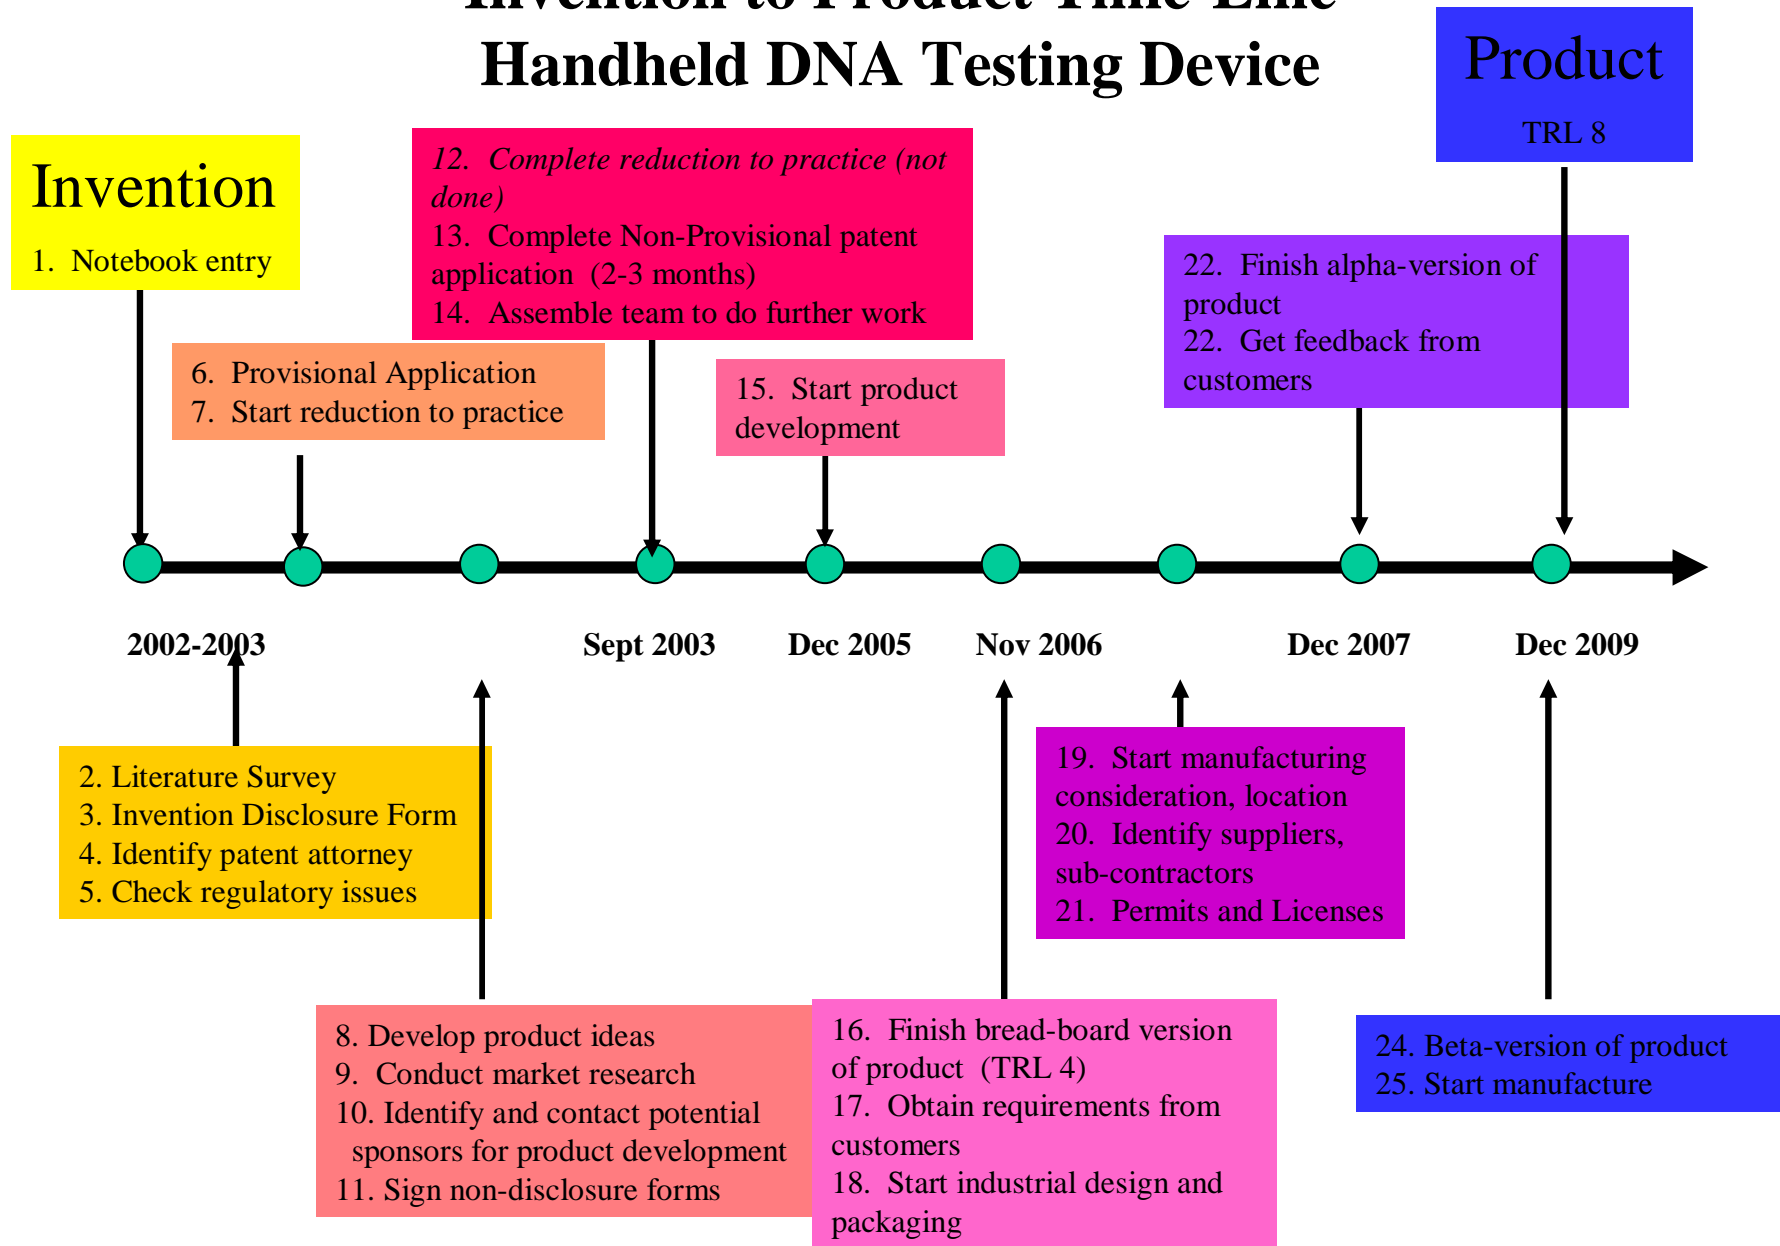 Invention to Product Time Line
Handheld DNA Testing Device
Product
TRL 8
Invention
1. Notebook entry
12. Complete reduction to practice (not
done)
13. Complete Non-Provisional patent
application (2-3 months)
14. Assemble team to do further work
22. Finish alpha-version of
product
22. Get feedback from
customers
6. Provisional Application
7. Start reduction to practice
15. Start product
development
2002-2003
Sept 2003
Dec 2005
Nov 2006
Dec 2007
Dec 2009
2. Literature Survey
3. Invention Disclosure Form
4. Identify patent attorney
5. Check regulatory issues
19. Start manufacturing
consideration, location
20. Identify suppliers,
sub-contractors
21. Permits and Licenses
8. Develop product ideas
9. Conduct market research
10. Identify and contact potential
sponsors for product development
11. Sign non-disclosure forms
16. Finish bread-board version
of product (TRL 4)
17. Obtain requirements from
customers
18. Start industrial design and
packaging
24. Beta-version of product
25. Start manufacture